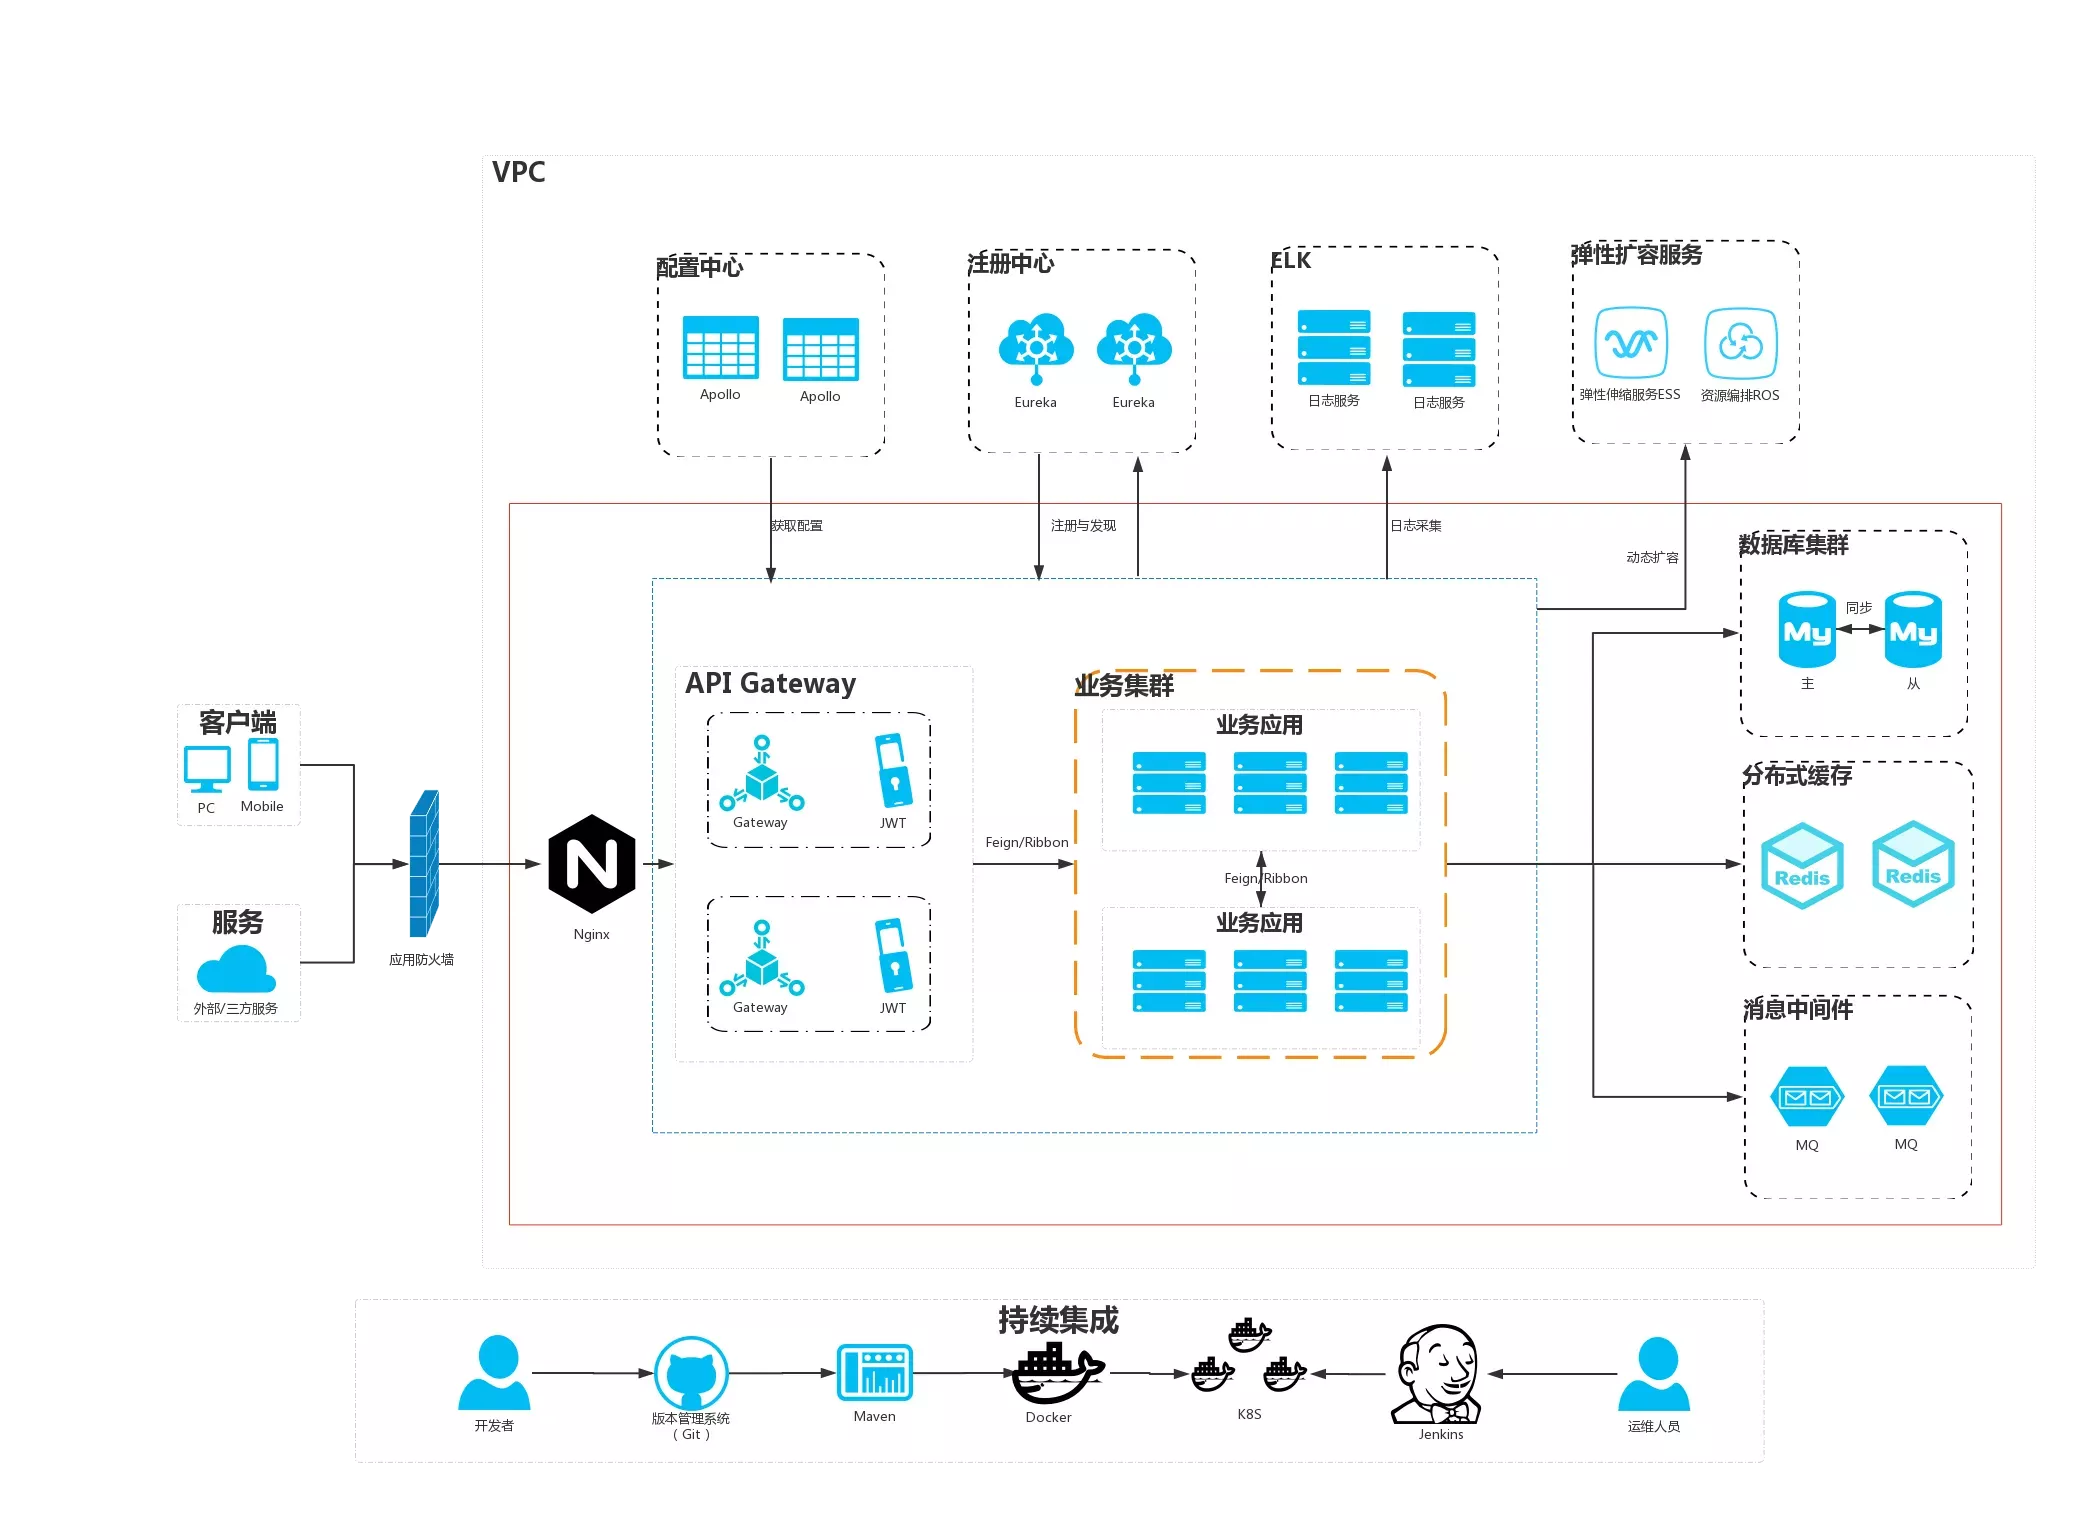 VPC
配置中心
Apollo
Apollo
注册中心
Eureka
Eureka
ELK
日志服务
日志服务
弹性扩容服务
弹性伸缩服务ESS
资源编排ROS
获取配置
注册与发现
日志采集
动态扩容
客户端
PC
Mobile
服务
外部/三方服务
应用防火墙
N
Nginx
API Gateway
Gateway
JWT
Gateway
JWT
Feign/Ribbon
业务集群
业务应用
Feign/Ribbon
业务应用
数据库集群
My
同步
My
主
从
分布式缓存
Redis
Redis
消息中间件
MQ
MQ
持续集成
开发者
版本管理系统
（Git）
Maven
Docker
K8S
Jenkins
运维人员